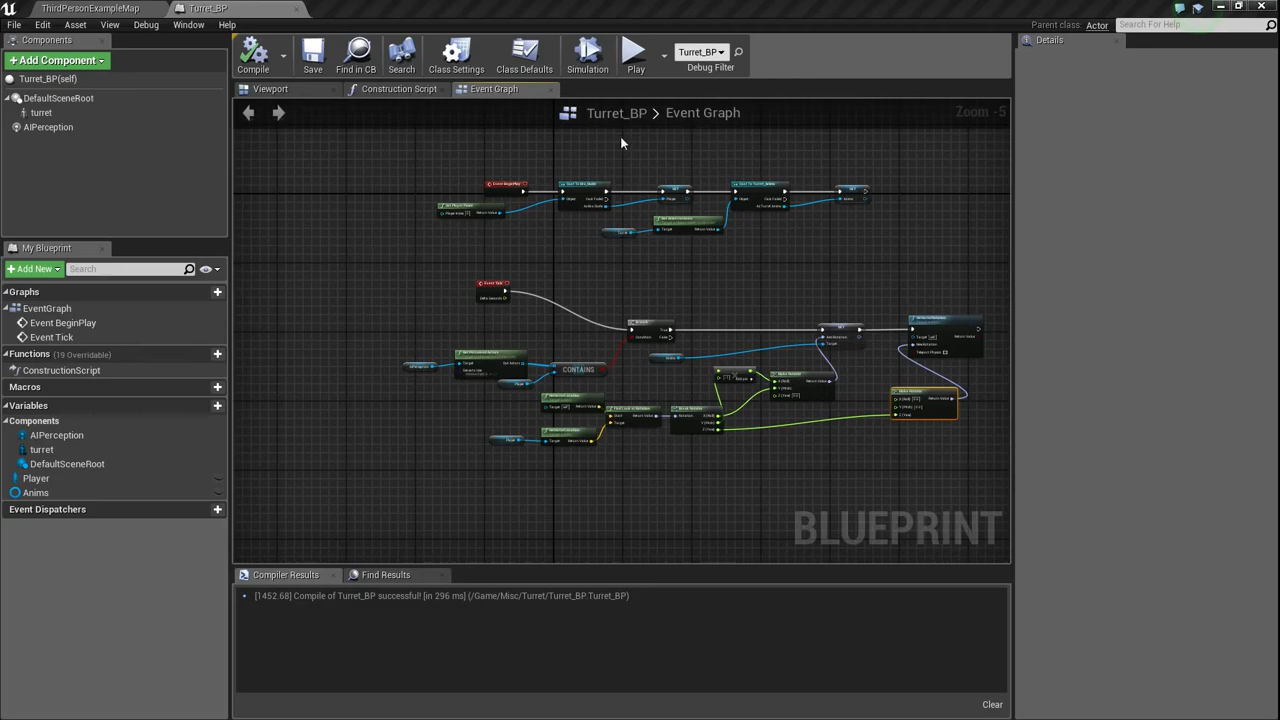 ThirdPersonExampleMap
Turret_BP
File Edit Asset View Debug Window Help
Parent class: Actor
Search For Help
Components
+ Add Component
Turret_BP(self)
DefaultSceneRoot
turret
AIPerception
Compile
Save
Find in CB
Search
Class Settings
Class Defaults
Simulation
Play
Turret_BP
Debug Filter
Details
Viewport
Construction Script
Event Graph
Turret_BP > Event Graph
Zoom -5
My Blueprint
+ Add New
Search
Graphs
EventGraph
Event BeginPlay
Event Tick
Functions (19 Overridable)
ConstructionScript
Macros
Variables
Components
AIPerception
turret
DefaultSceneRoot
Player
Anims
Event Dispatchers
Event BeginPlay
Event Tick
Branch
CONTAINS
BLUEPRINT
Compiler Results
Find Results
[1452.68] Compile of Turret_BP successful! [in 296 ms] (/Game/Misc/Turret/Turret_BP.Turret_BP)
Clear